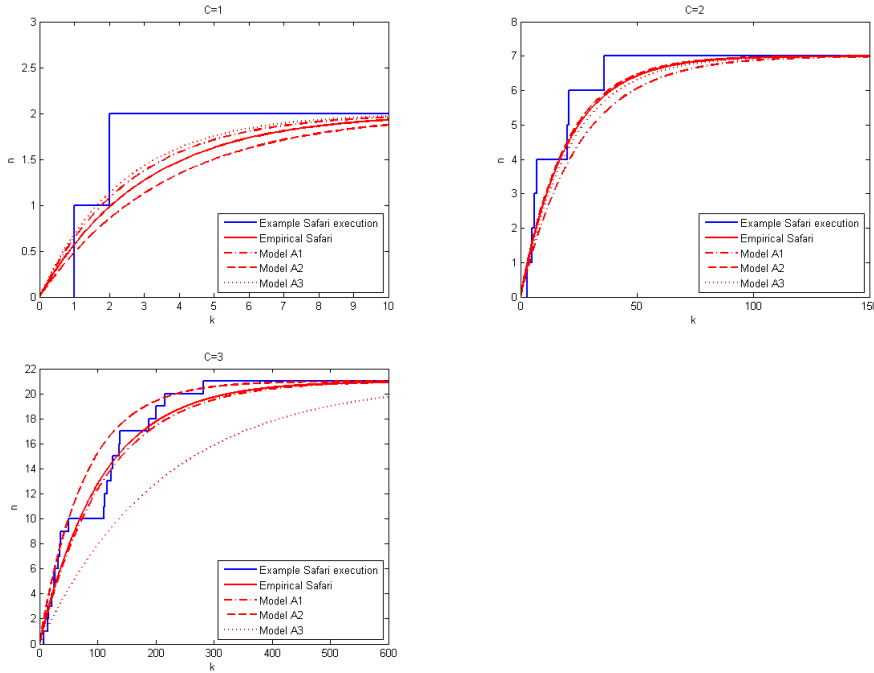 C=1
3
2.5
2
1.5
1
0.5
0
n
0 1 2 3 4 5 6 7 8 9 10
k
Example Safari execution
Empirical Safari
Model A1
Model A2
Model A3
C=2
8
7
6
5
4
3
2
1
0
n
0 50 100 150
k
Example Safari execution
Empirical Safari
Model A1
Model A2
Model A3
C=3
22
20
18
16
14
12
10
8
6
4
2
0
n
0 100 200 300 400 500 600
k
Example Safari execution
Empirical Safari
Model A1
Model A2
Model A3